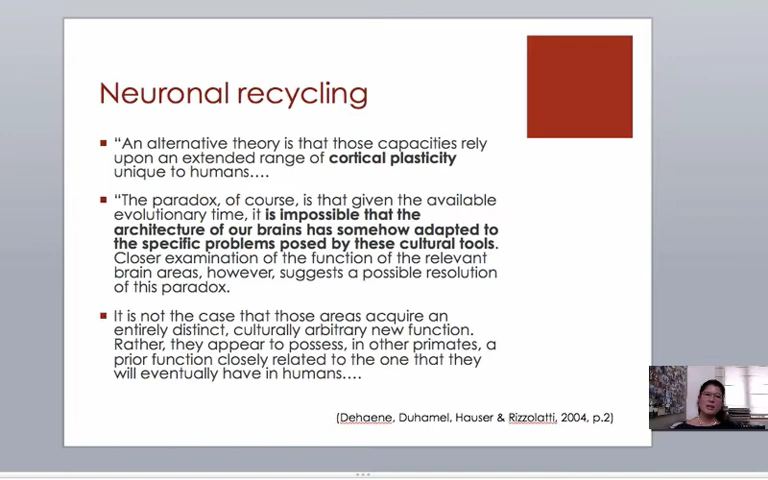 Neuronal recycling
“An alternative theory is that those capacities rely
upon an extended range of cortical plasticity
unique to humans….
“The paradox, of course, is that given the available
evolutionary time, it is impossible that the
architecture of our brains has somehow adapted to
the specific problems posed by these cultural tools.
Closer examination of the function of the relevant
brain areas, however, suggests a possible resolution
of this paradox.
It is not the case that those areas acquire an
entirely distinct, culturally arbitrary new function.
Rather, they appear to possess, in other primates, a
prior function closely related to the one that they
will eventually have in humans….
(Dehaene, Duhamel, Hauser & Rizzolatti, 2004, p.2)